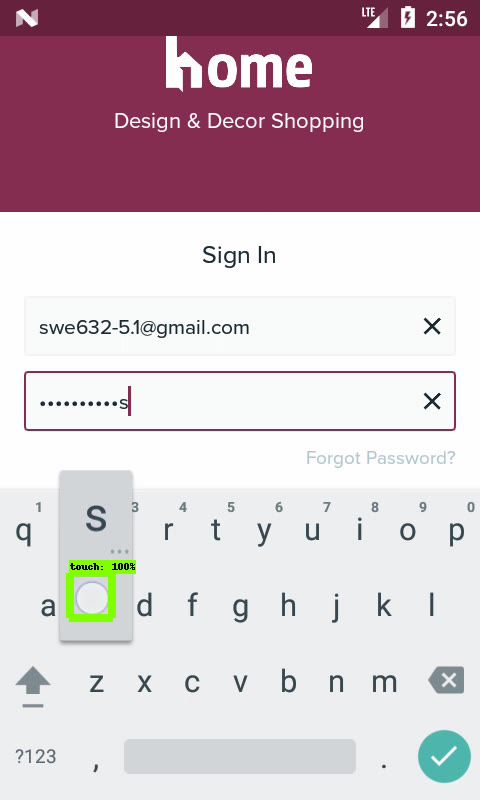 LTE 2:56
home
Design & Decor Shopping
Sign In
swe632-5.1@gmail.com
••••••••••s
Forgot Password?
1 3 4 5 6 7 8 9 0
q r t y u i o p
s
touch: 100%
a d f g h j k l
z x c v b n m
?123 , .